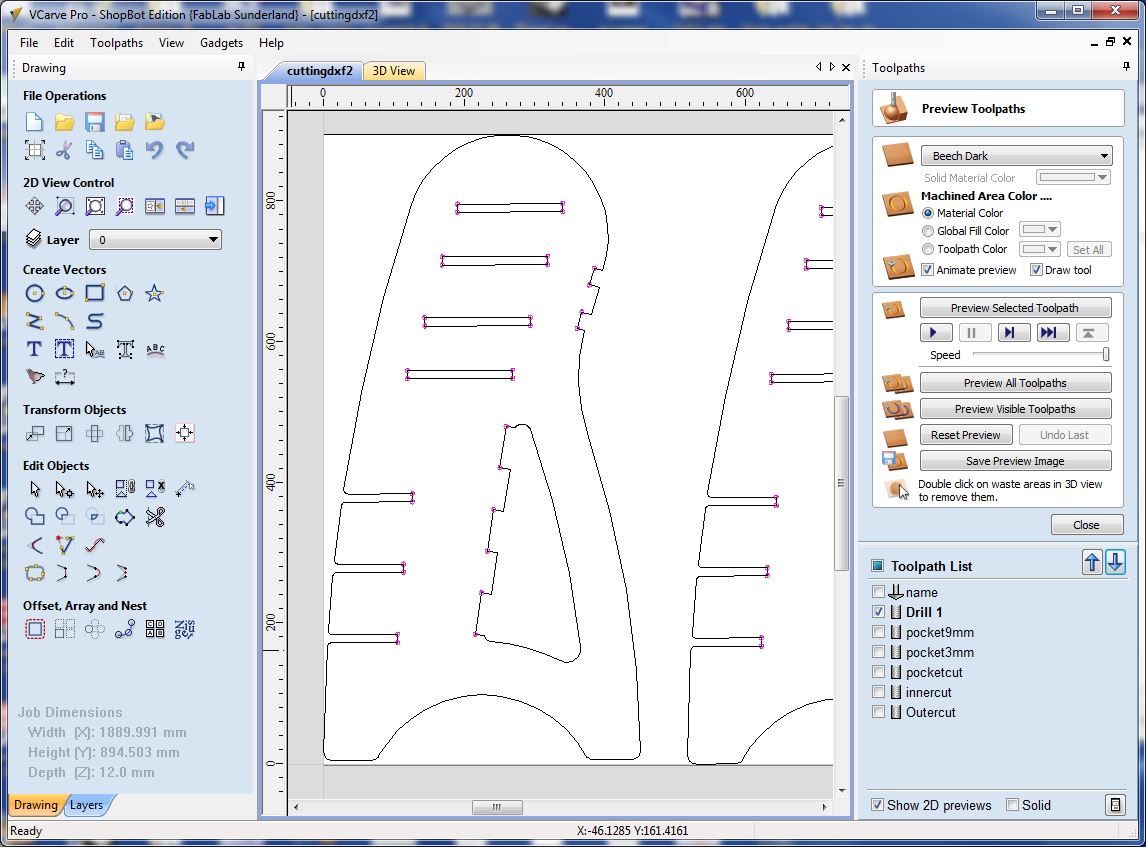 VCarve Pro - ShopBot Edition {FabLab Sunderland} - [cuttingdxf2]
File Edit Toolpaths View Gadgets Help
Drawing
File Operations
2D View Control
Layer 0
Create Vectors
Transform Objects
Edit Objects
Offset, Array and Nest
Job Dimensions
Width (X): 1889.991 mm
Height (Y): 894.503 mm
Depth (Z): 12.0 mm
Drawing Layers
Ready
cuttingdxf2 3D View
0 200 400 600
800
600
400
200
0
X:-46.1285 Y:161.4161
Toolpaths
Preview Toolpaths
Beech Dark
Solid Material Color
Machined Area Color ....
Material Color
Global Fill Color
Toolpath Color Set All
Animate preview Draw tool
Preview Selected Toolpath
Speed
Preview All Toolpaths
Preview Visible Toolpaths
Reset Preview Undo Last
Save Preview Image
Double click on waste areas in 3D view
to remove them.
Close
Toolpath List
name
Drill 1
pocket9mm
pocket3mm
pocketcut
innercut
Outercut
Show 2D previews Solid